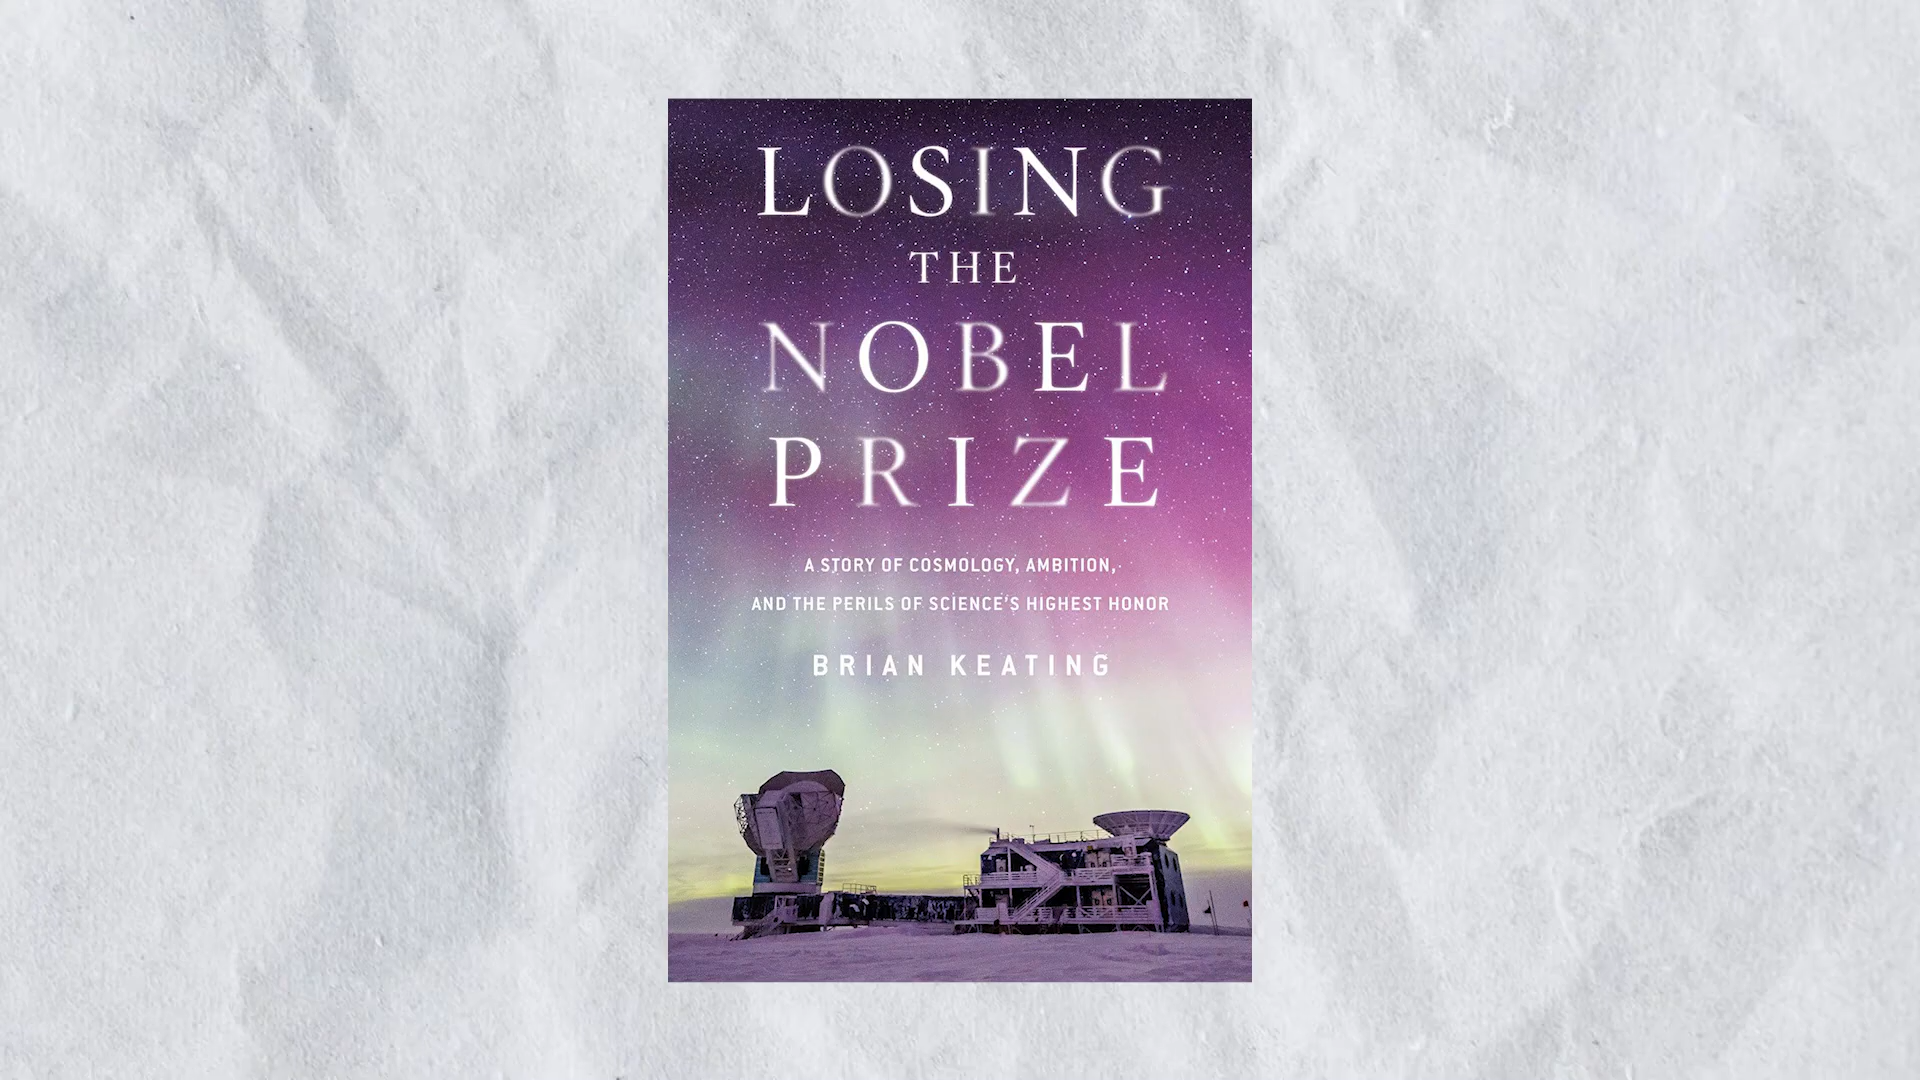 LOSING
THE
NOBEL
PRIZE
A STORY OF COSMOLOGY, AMBITION,
AND THE PERILS OF SCIENCE'S HIGHEST HONOR
BRIAN KEATING